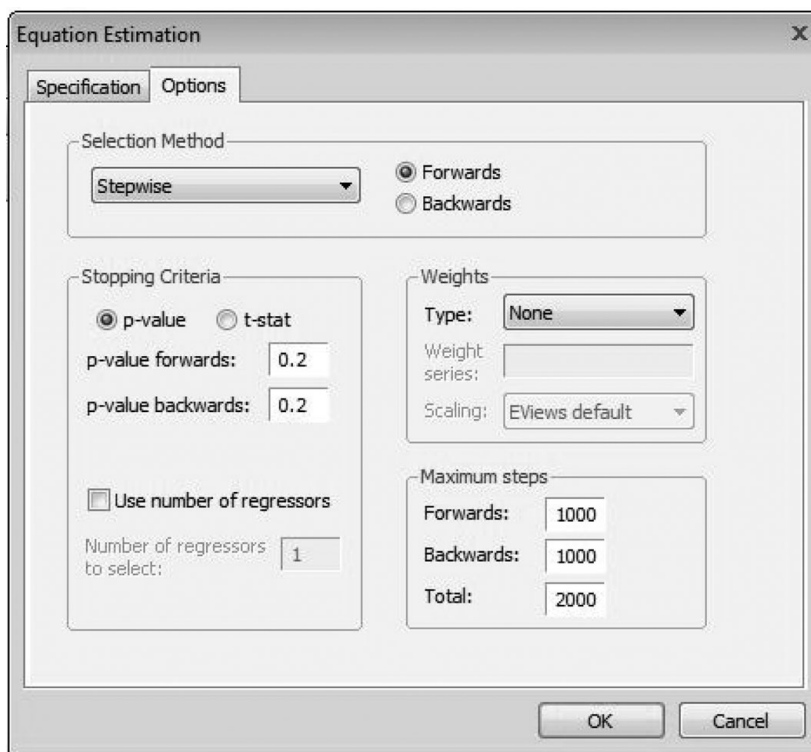 Equation Estimation
Specification
Options
Selection Method
Stepwise
Forwards
Backwards
Stopping Criteria
p-value
t-stat
p-value forwards:
0.2
p-value backwards:
0.2
Use number of regressors
Number of regressors
to select:
1
Weights
Type:
None
Weight
series:
Scaling:
EViews default
Maximum steps
Forwards:
1000
Backwards:
1000
Total:
2000
OK
Cancel